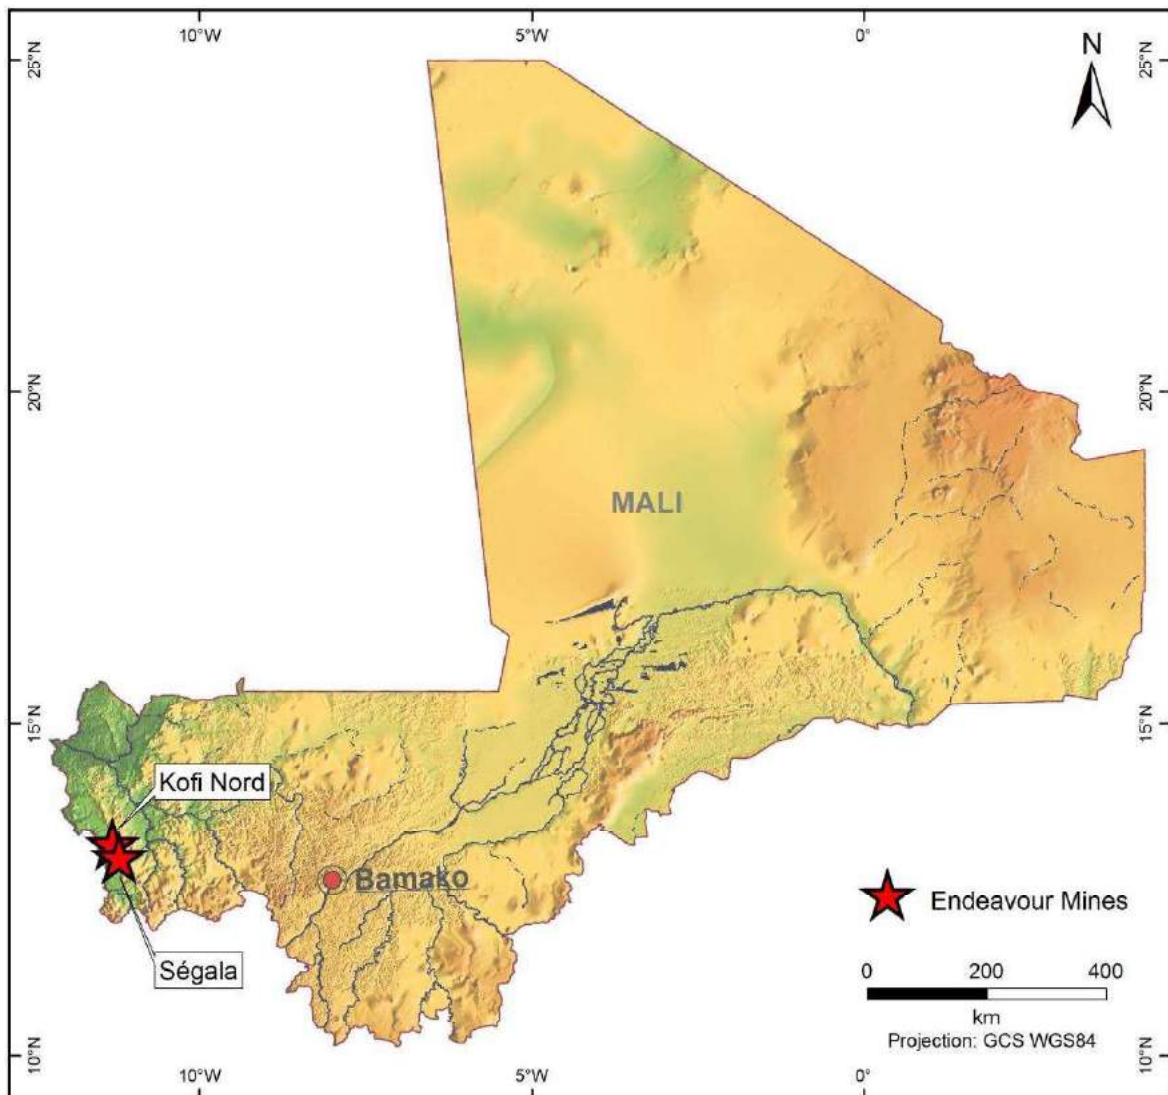 10°W 5°W 0°
25°N 25°N
N
20°N 20°N
MALI
15°N 15°N
Kofi Nord
Bamako
Endeavour Mines
Ségala
0 200 400
km
Projection: GCS WGS84
10°N 10°N
10°W 5°W 0°